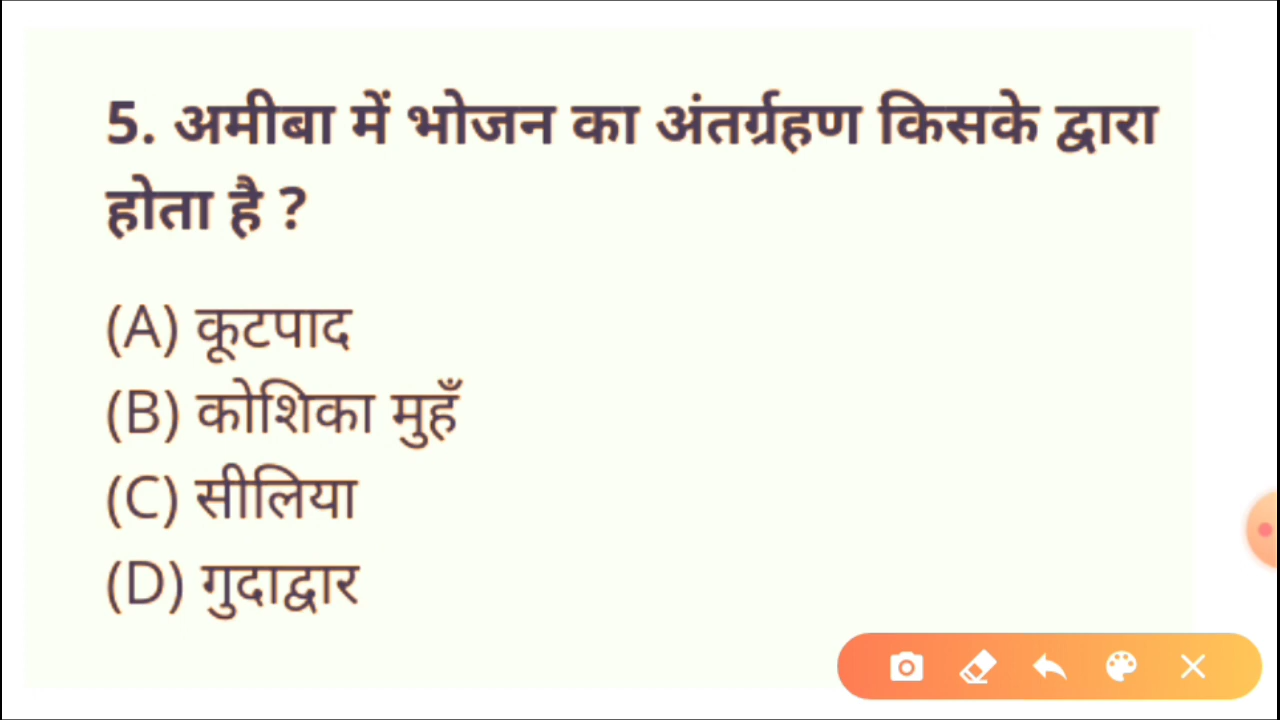 5. अमीबा में भोजन का अंतर्ग्रहण किसके द्वारा
होता है ?
(A) कूटपाद
(B) कोशिका मुहँ
(C) सीलिया
(D) गुदाद्वार